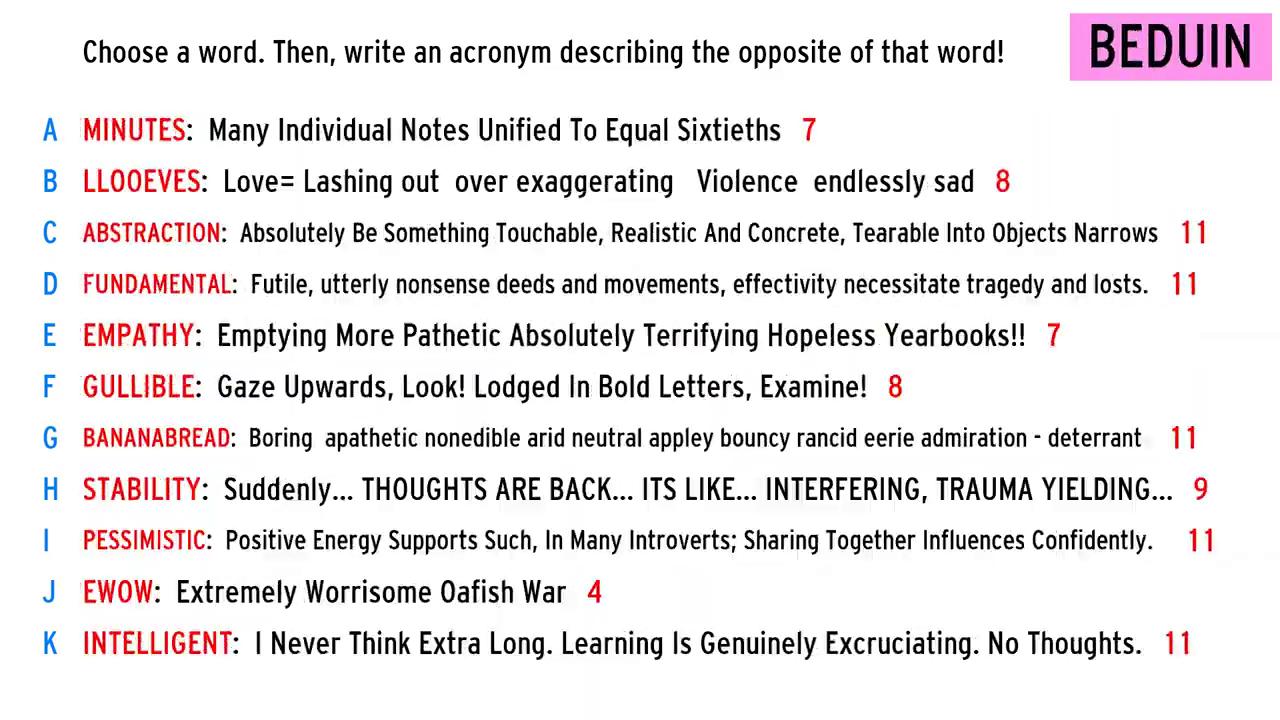 Choose a word. Then, write an acronym describing the opposite of that word!
BEDUIN
A MINUTES: Many Individual Notes Unified To Equal Sixtieths 7
B LLOOEVES: Love= Lashing out over exaggerating Violence endlessly sad 8
C ABSTRACTION: Absolutely Be Something Touchable, Realistic And Concrete, Tearable Into Objects Narrows 11
D FUNDAMENTAL: Futile, utterly nonsense deeds and movements, effectivity necessitate tragedy and losts. 11
E EMPATHY: Emptying More Pathetic Absolutely Terrifying Hopeless Yearbooks!! 7
F GULLIBLE: Gaze Upwards, Look! Lodged In Bold Letters, Examine! 8
G BANANABREAD: Boring apathetic nonedible arid neutral appley bouncy rancid eerie admiration - deterrant 11
H STABILITY: Suddenly... THOUGHTS ARE BACK... ITS LIKE... INTERFERING, TRAUMA YIELDING... 9
I PESSIMISTIC: Positive Energy Supports Such, In Many Introverts; Sharing Together Influences Confidently. 11
J EWOW: Extremely Worrisome Oafish War 4
K INTELLIGENT: I Never Think Extra Long. Learning Is Genuinely Excruciating. No Thoughts. 11